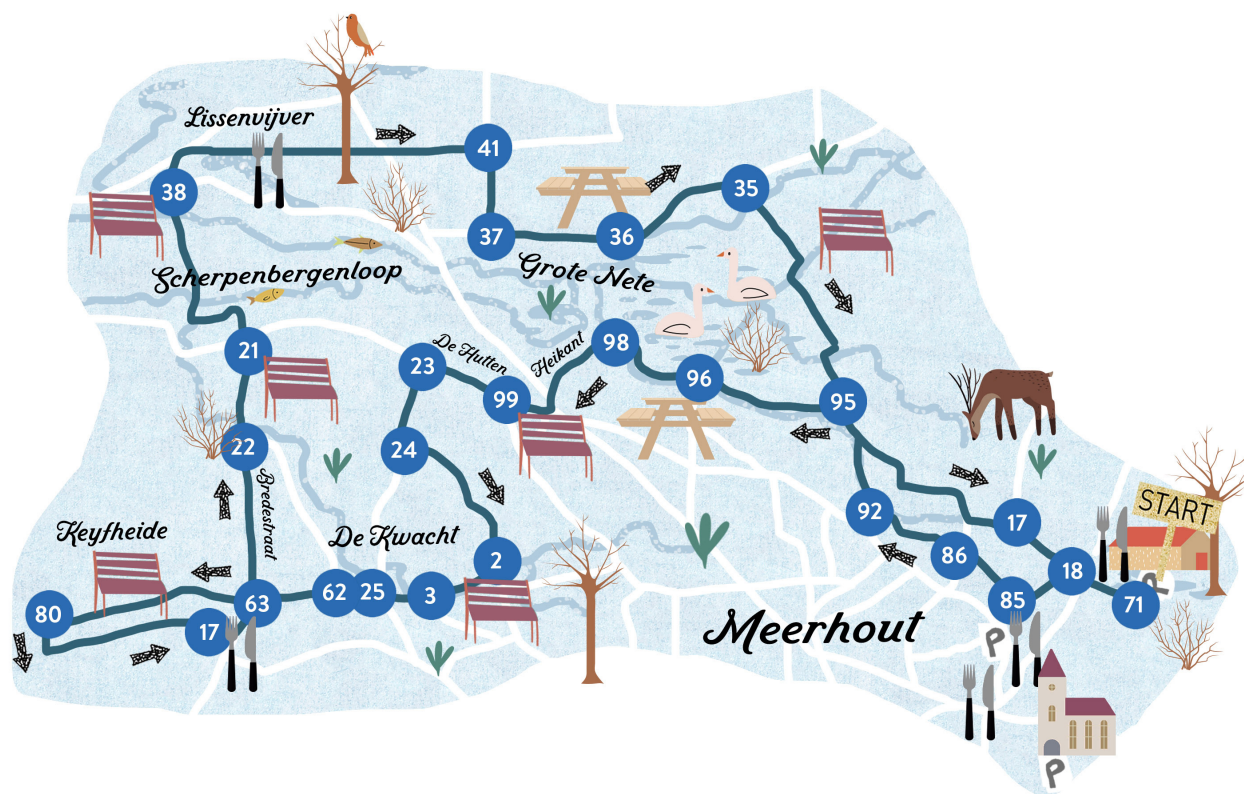 Lissenvijver
41
38
35
37
36
Grote Nete
Scherpenbergenloop
De Hutten
Heikant
98
21
23
96
99
95
22
24
Bredestraat
START
92
17
Keyfheide
De Kwacht
2
86
18
62
25
3
63
80
17
85
71
P
Meerhout
P
P